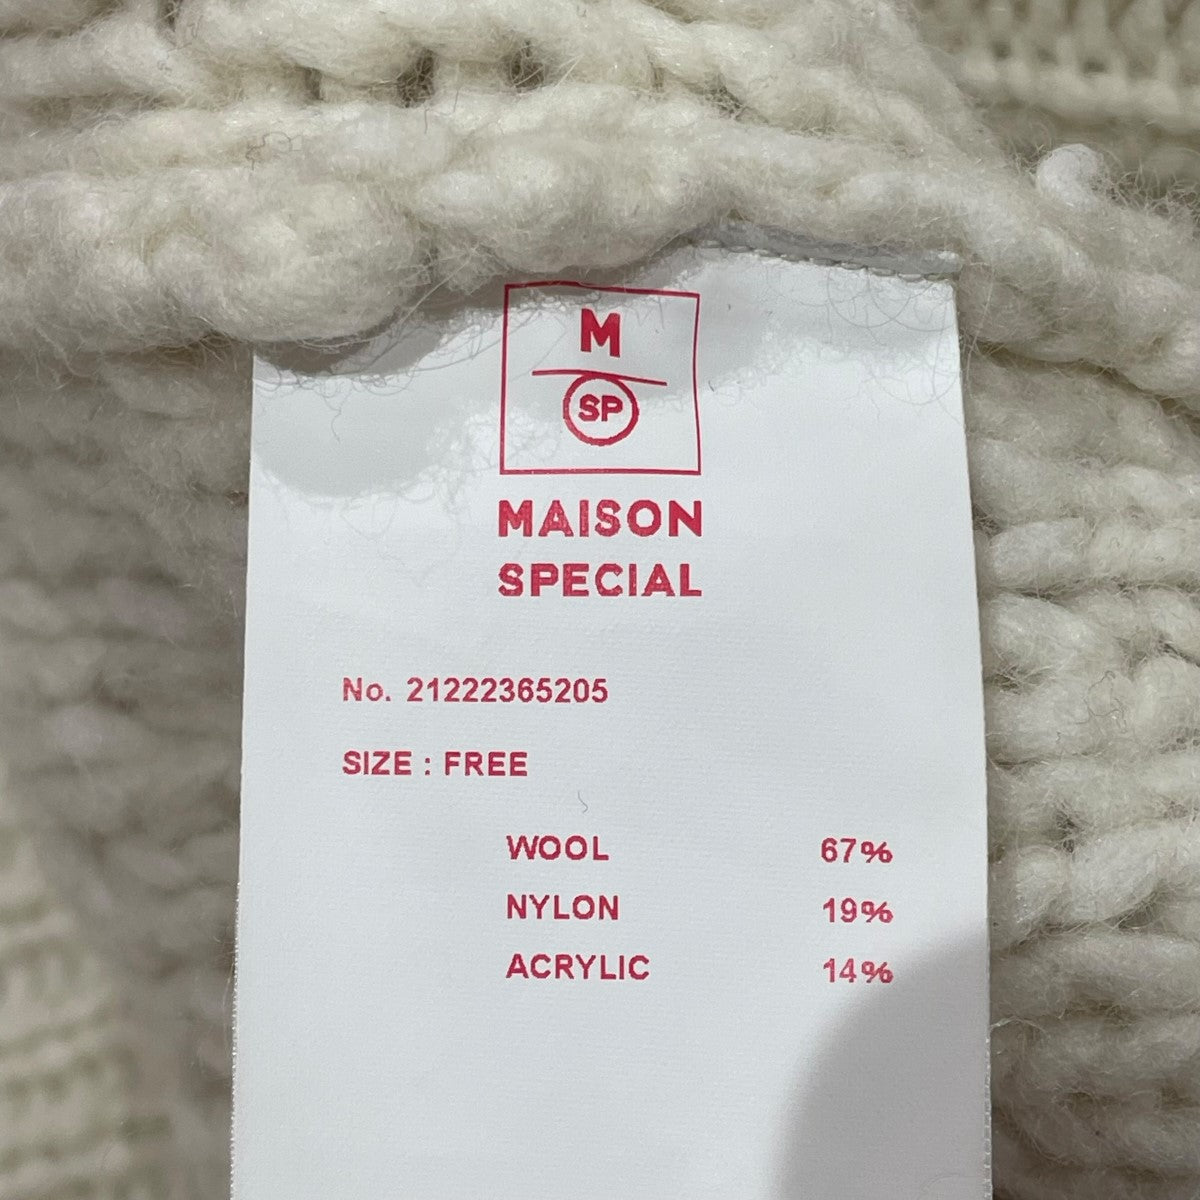 M
SP
MAISON
SPECIAL
No. 21222365205
SIZE : FREE
WOOL 67%
NYLON 19%
ACRYLIC 14%